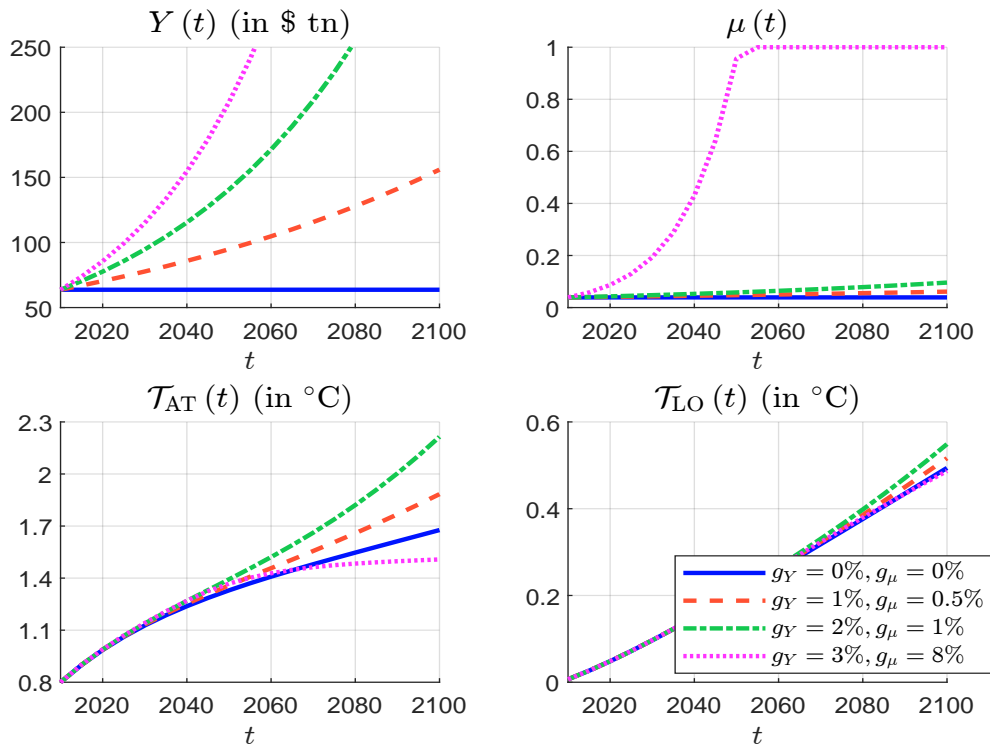 Y (t) (in $ tn)
250
200
150
100
50
2020 2040 2060 2080 2100
t
μ (t)
1
0.8
0.6
0.4
0.2
0
2020 2040 2060 2080 2100
t
𝒯AT (t) (in °C)
2.3
2
1.7
1.4
1.1
0.8
2020 2040 2060 2080 2100
t
𝒯LO (t) (in °C)
0.6
0.4
0.2
0
2020 2040 2060 2080 2100
t
gY = 0%, gμ = 0%
gY = 1%, gμ = 0.5%
gY = 2%, gμ = 1%
gY = 3%, gμ = 8%